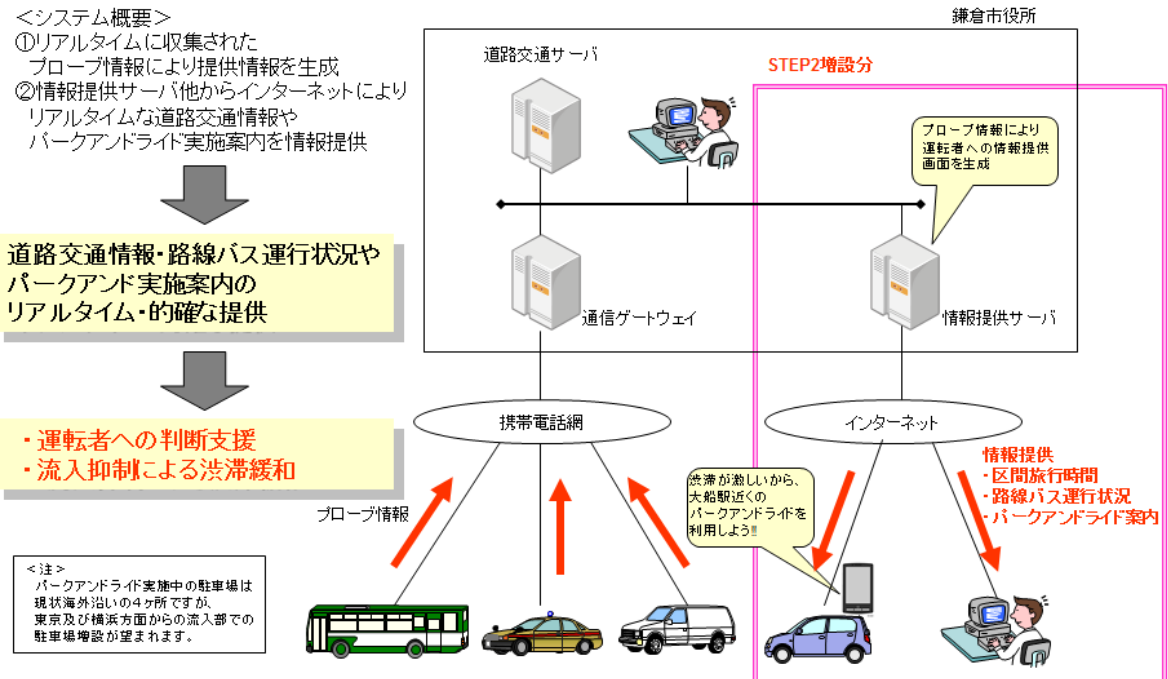 <システム概要>
①リアルタイムに収集された
プローブ情報により提供情報を生成
②情報提供サーバ他からインターネットにより
リアルタイムな道路交通情報や
パークアンドライド実施案内を情報提供
道路交通情報・路線バス運行状況や
パークアンド実施案内の
リアルタイム・的確な提供
・運転者への判断支援
・流入抑制による渋滞緩和
<注>
パークアンドライド実施中の駐車場は
現状海外沿いの4ヶ所ですが、
東京及び横浜方面からの流入部での
駐車場増設が望まれます。
鎌倉市役所
道路交通サーバ
STEP2増設分
プローブ情報により
運転者への情報提供
画面を生成
通信ゲートウェイ
情報提供サーバ
携帯電話網
インターネット
プローブ情報
渋滞が激しいから、
大船駅近くの
パークアンドライドを
利用しよう‼
情報提供
・区間旅行時間
・路線バス運行状況
・パークアンドライド案内